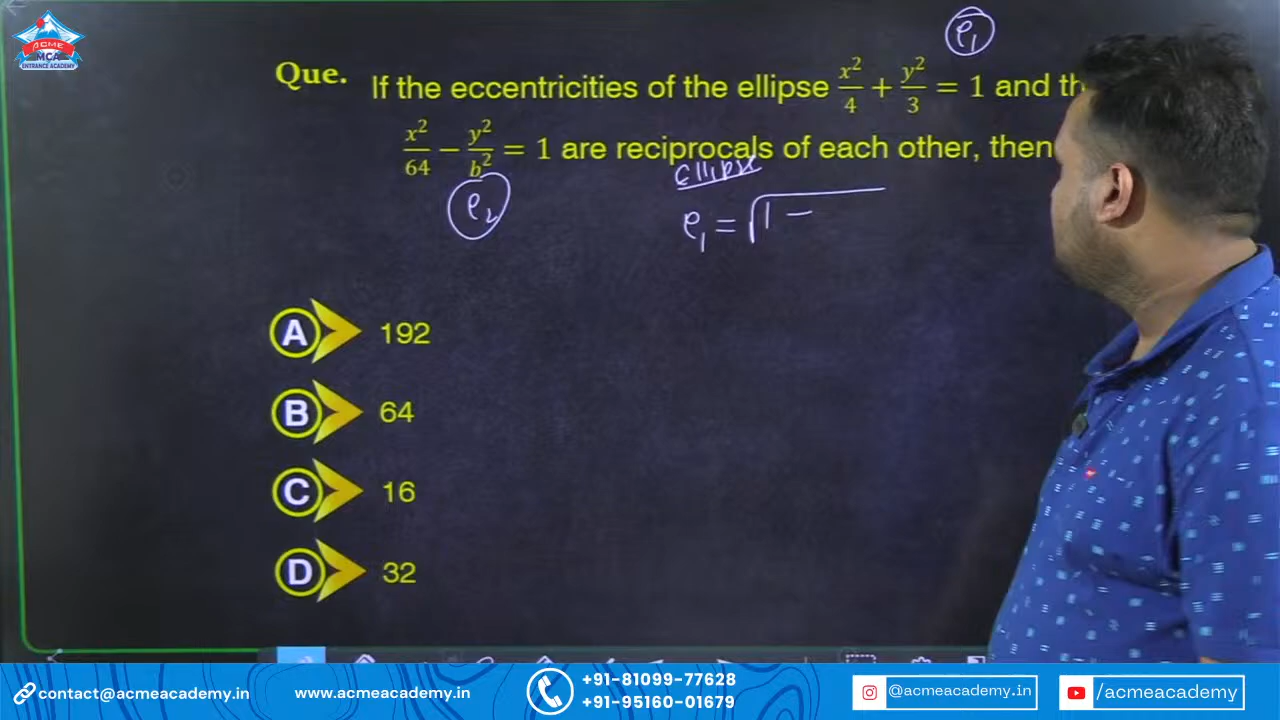 ACME
MCA
ENTRANCE ACADEMY
e₁
Que. If the eccentricities of the ellipse x²/4 + y²/3 = 1 and
x²/64 − y²/b² = 1 are reciprocals of each other, then
e₂
Ellipse
e₁ = √1 −
A 192
B 64
C 16
D 32
contact@acmeacademy.in
www.acmeacademy.in
+91-81099-77628
+91-95160-01679
@acmeacademy.in
/acmeacademy